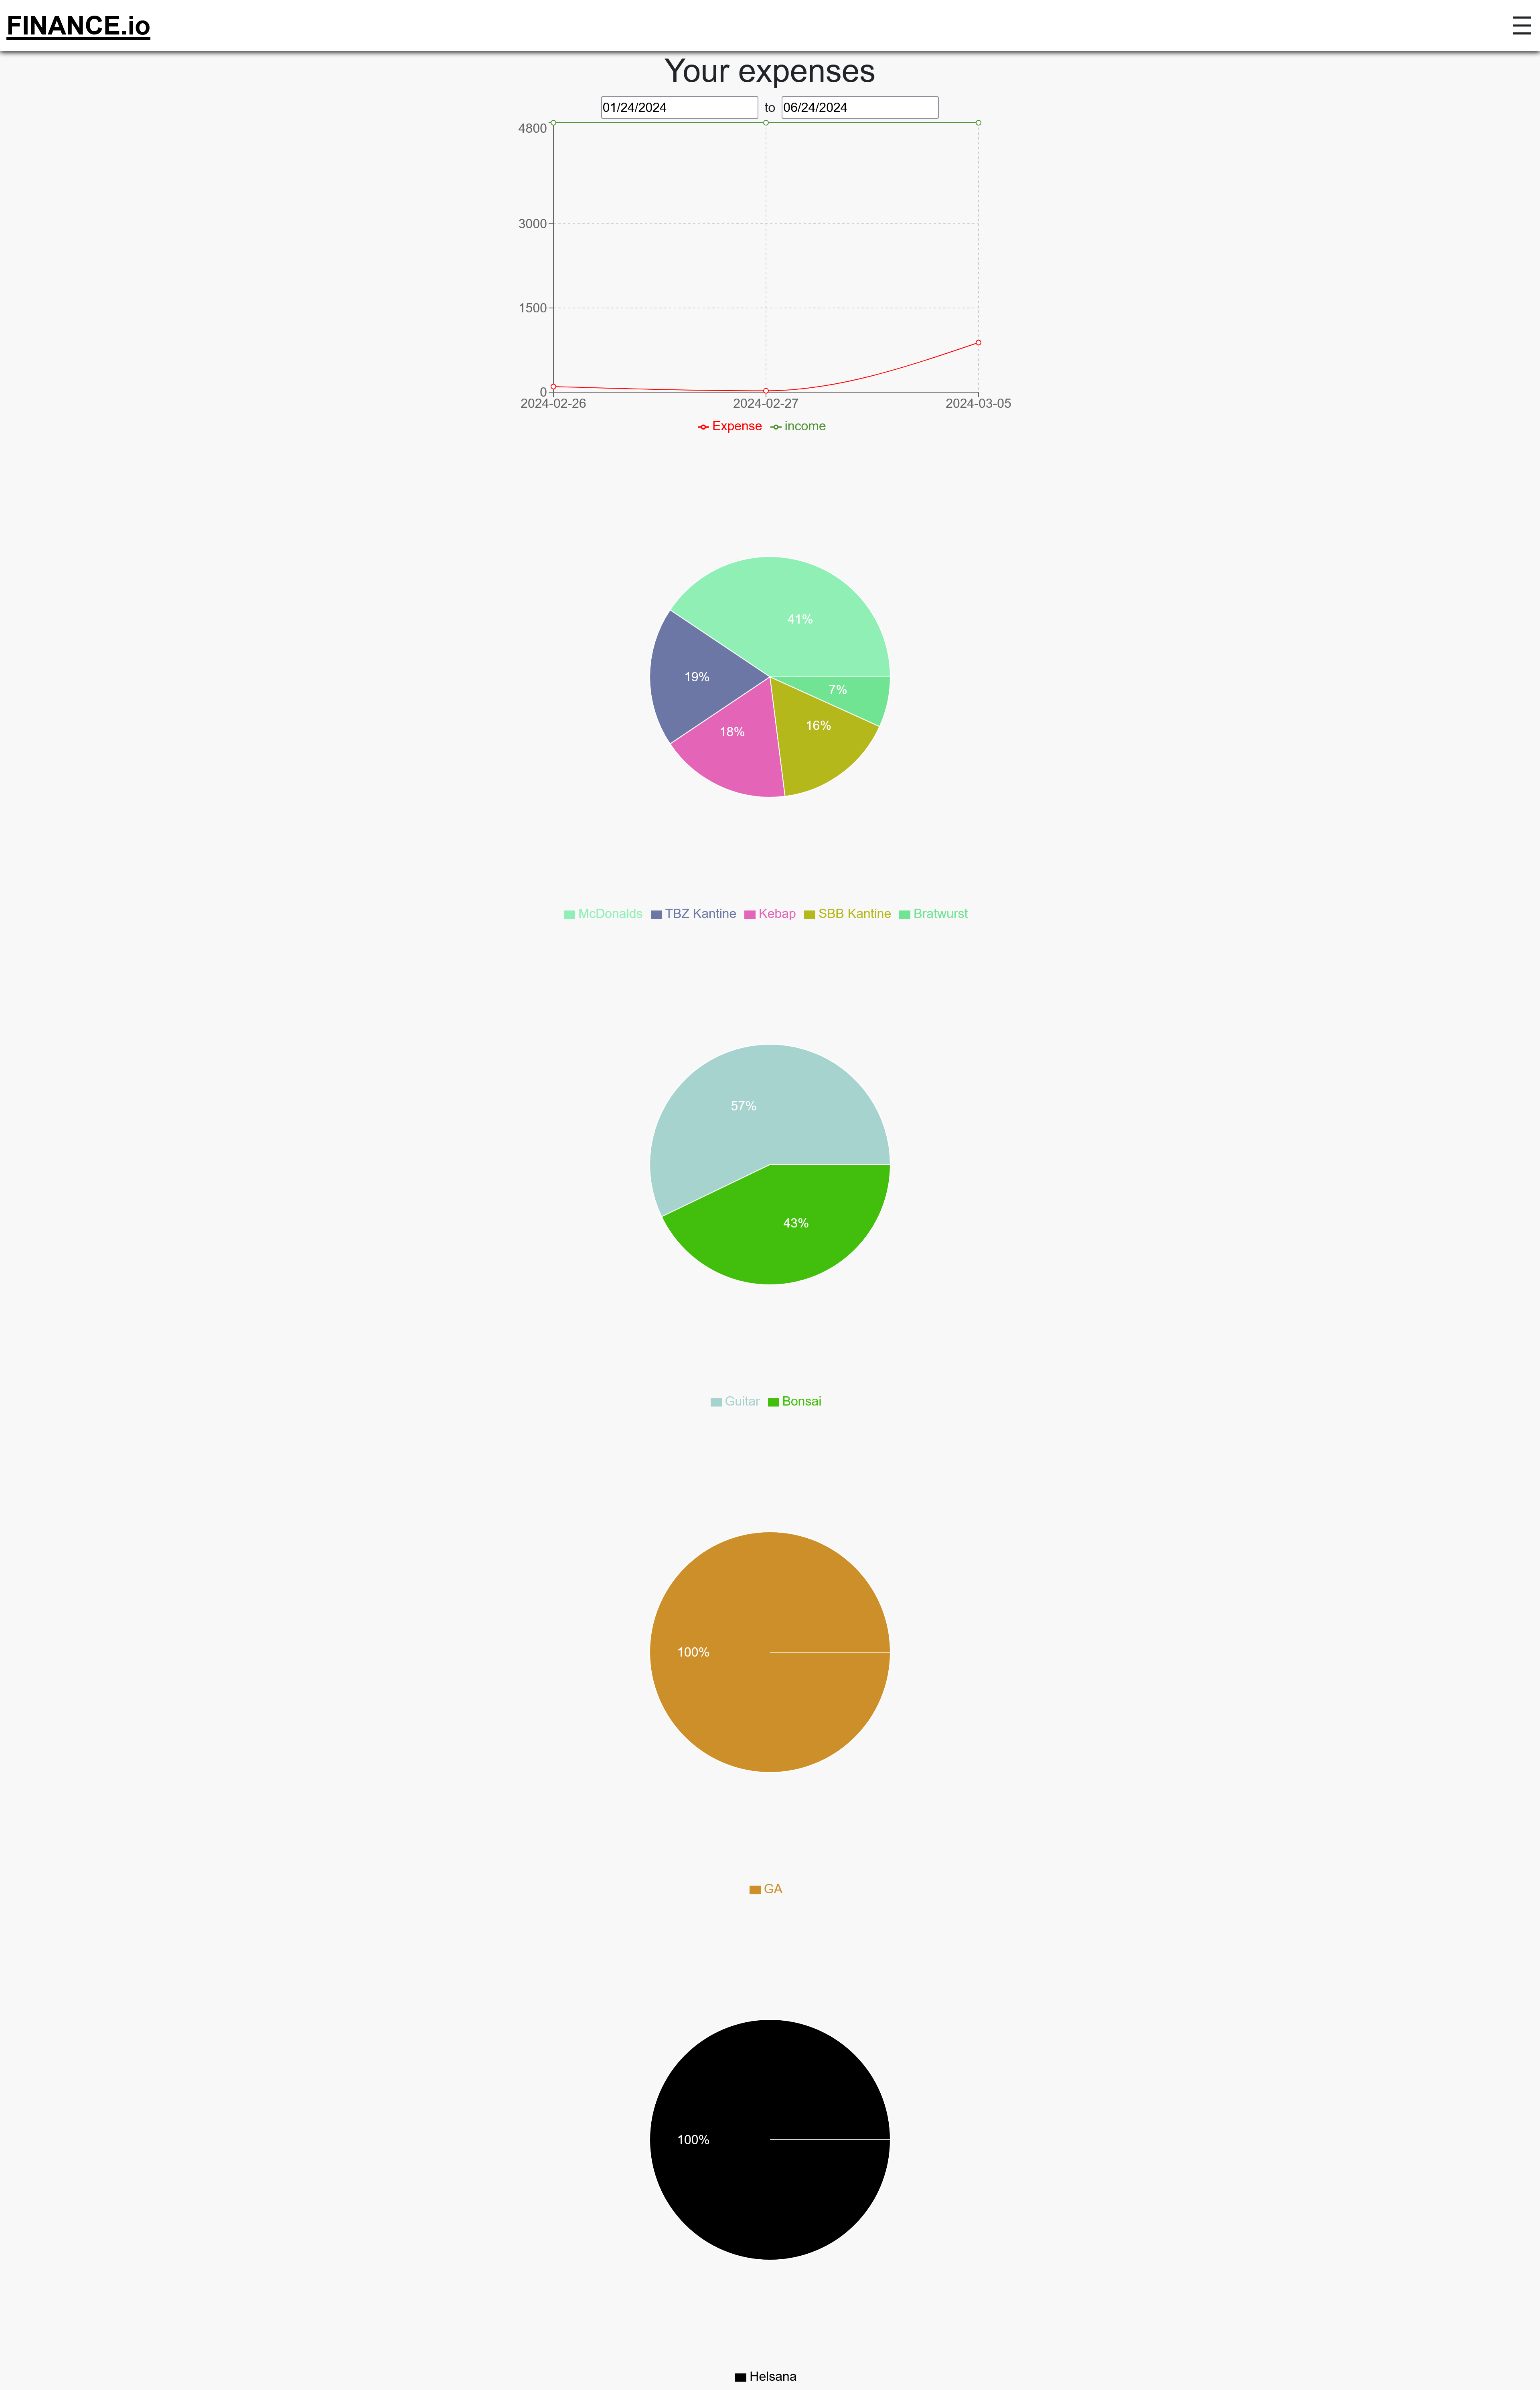 FINANCE.io
Your expenses
01/24/2024 to 06/24/2024
4800
3000
1500
0
2024-02-26 2024-02-27 2024-03-05
Expense income
41%
19%
7%
18%
16%
McDonalds TBZ Kantine Kebap SBB Kantine Bratwurst
57%
43%
Guitar Bonsai
100%
GA
100%
Helsana